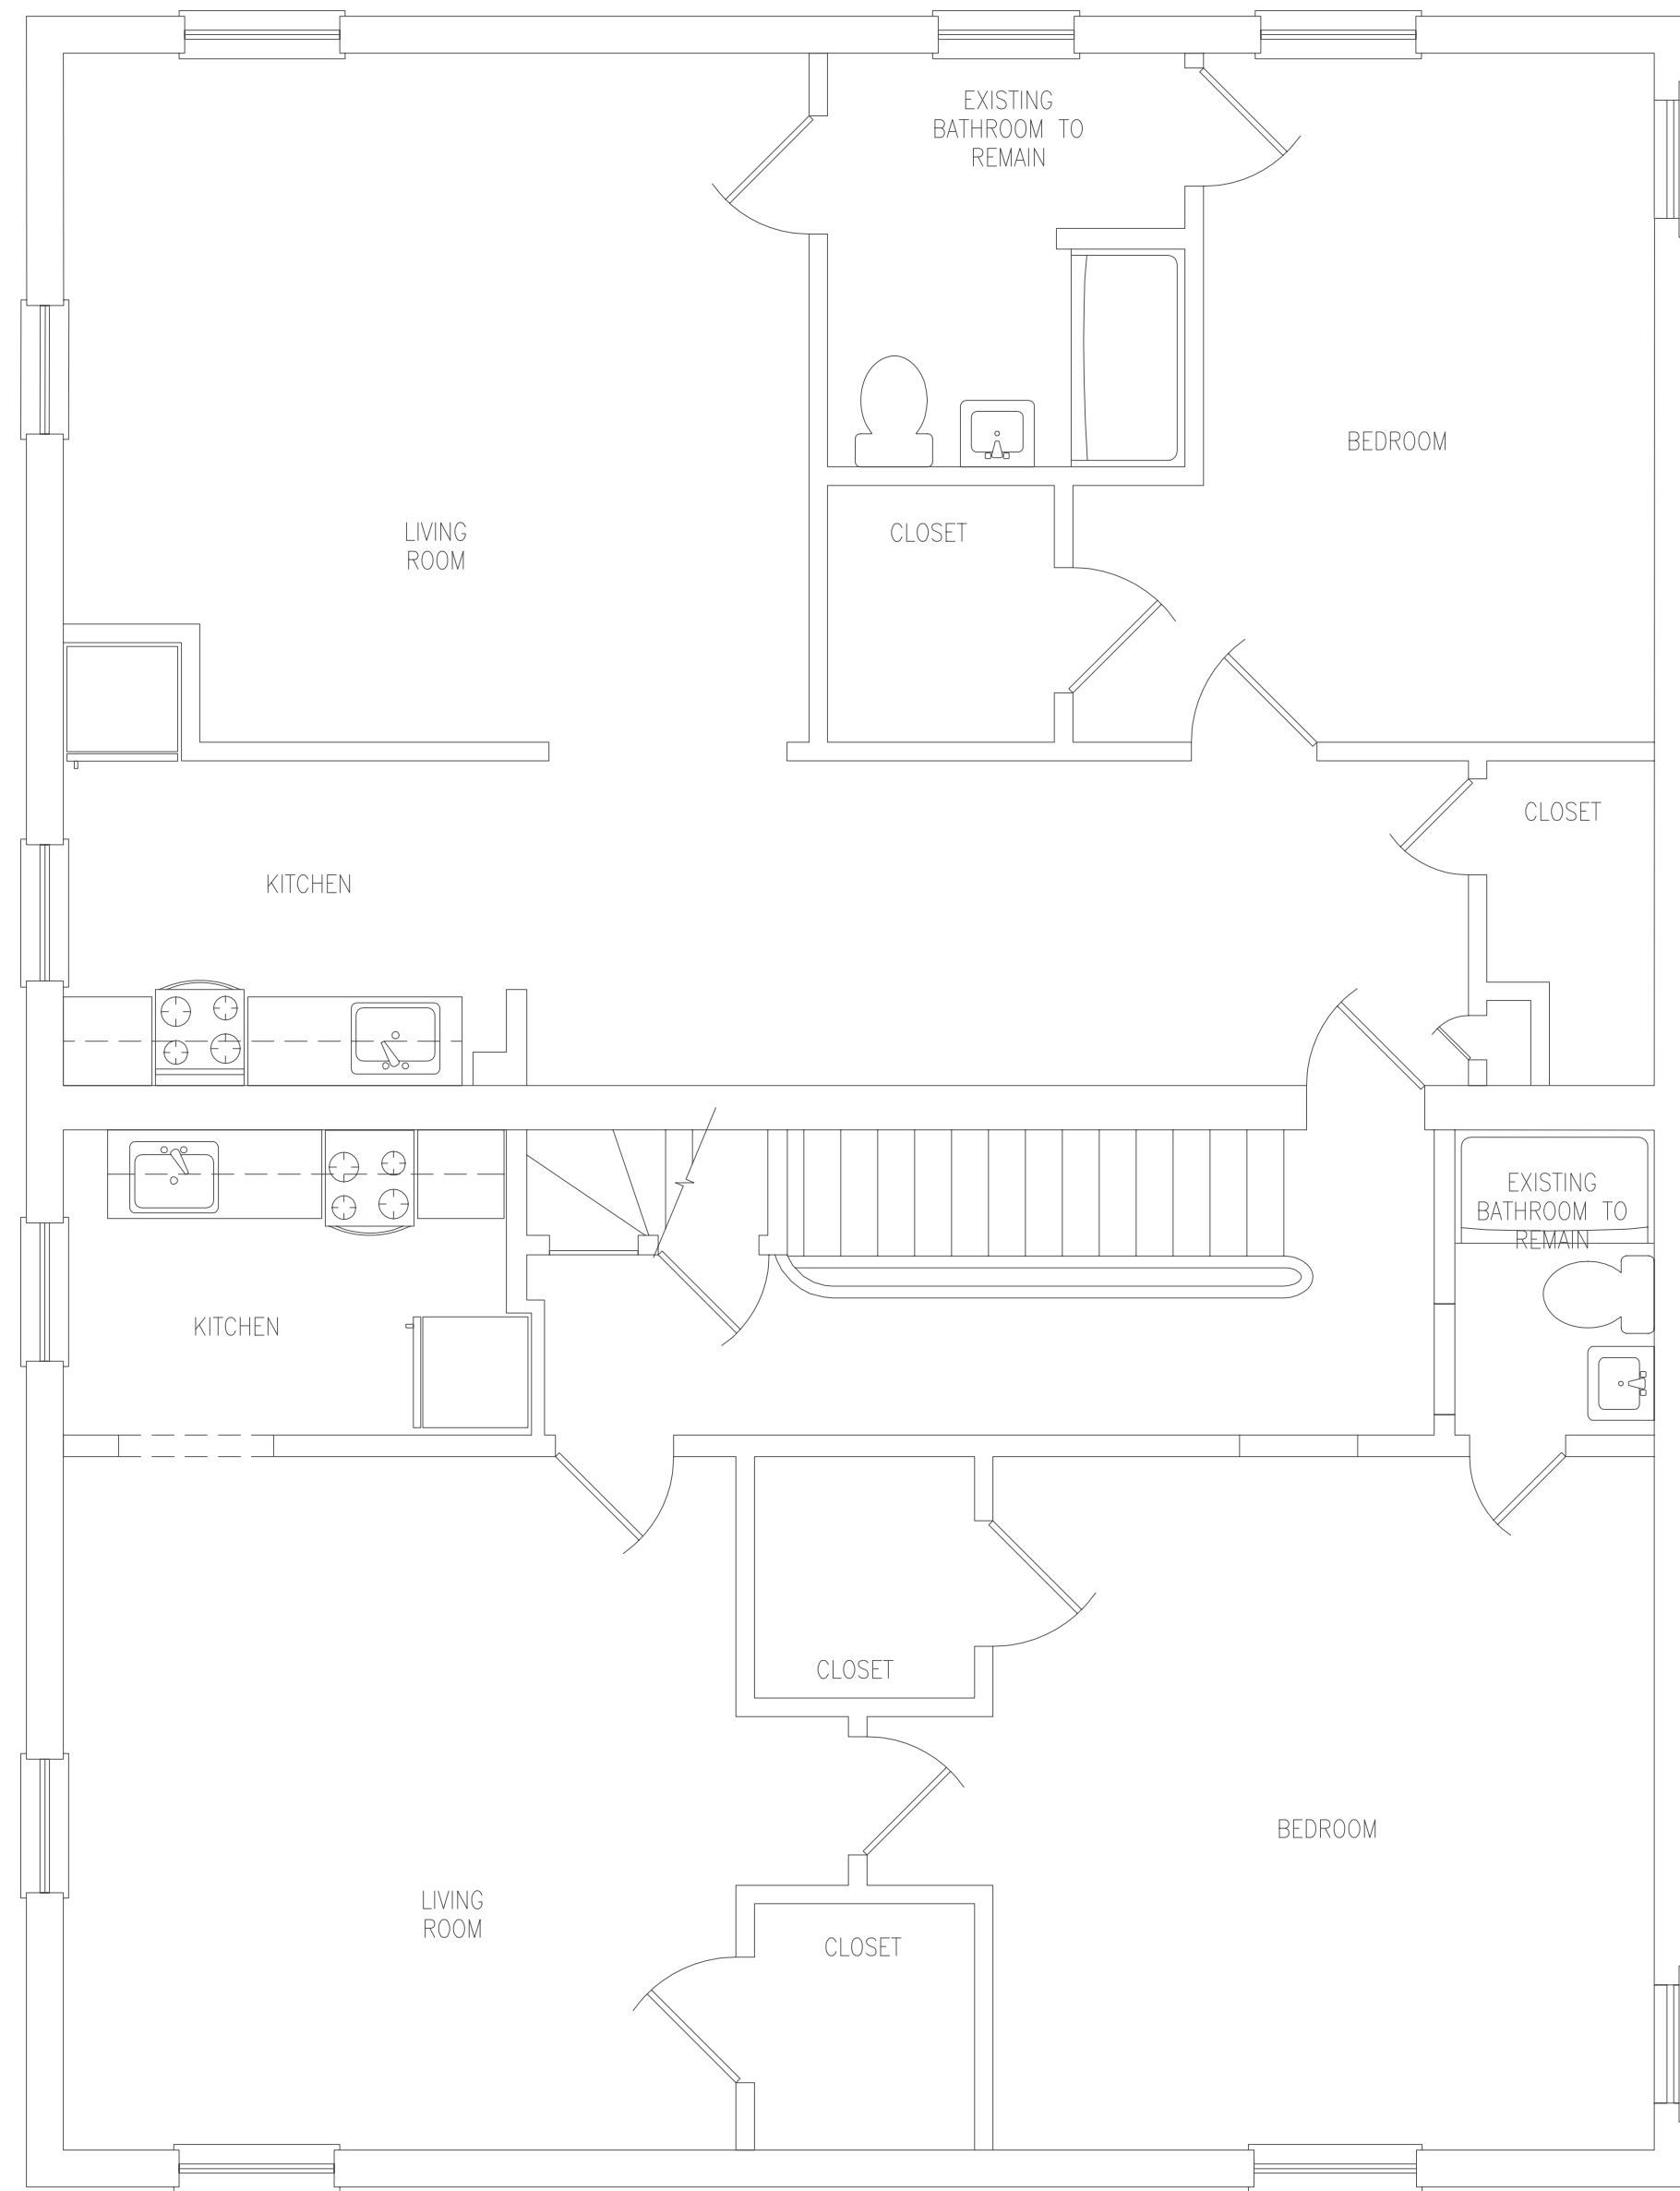 EXISTING
BATHROOM TO
REMAIN
BEDROOM
LIVING
ROOM
CLOSET
CLOSET
KITCHEN
EXISTING
BATHROOM TO
REMAIN
KITCHEN
CLOSET
BEDROOM
LIVING
ROOM
CLOSET